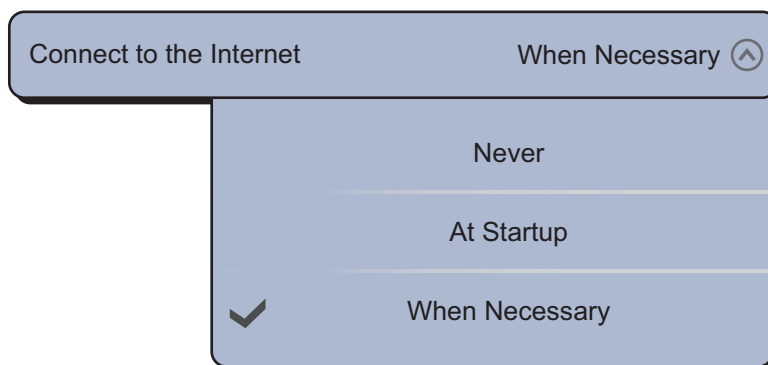 Connect to the Internet When Necessary
Never
At Startup
When Necessary